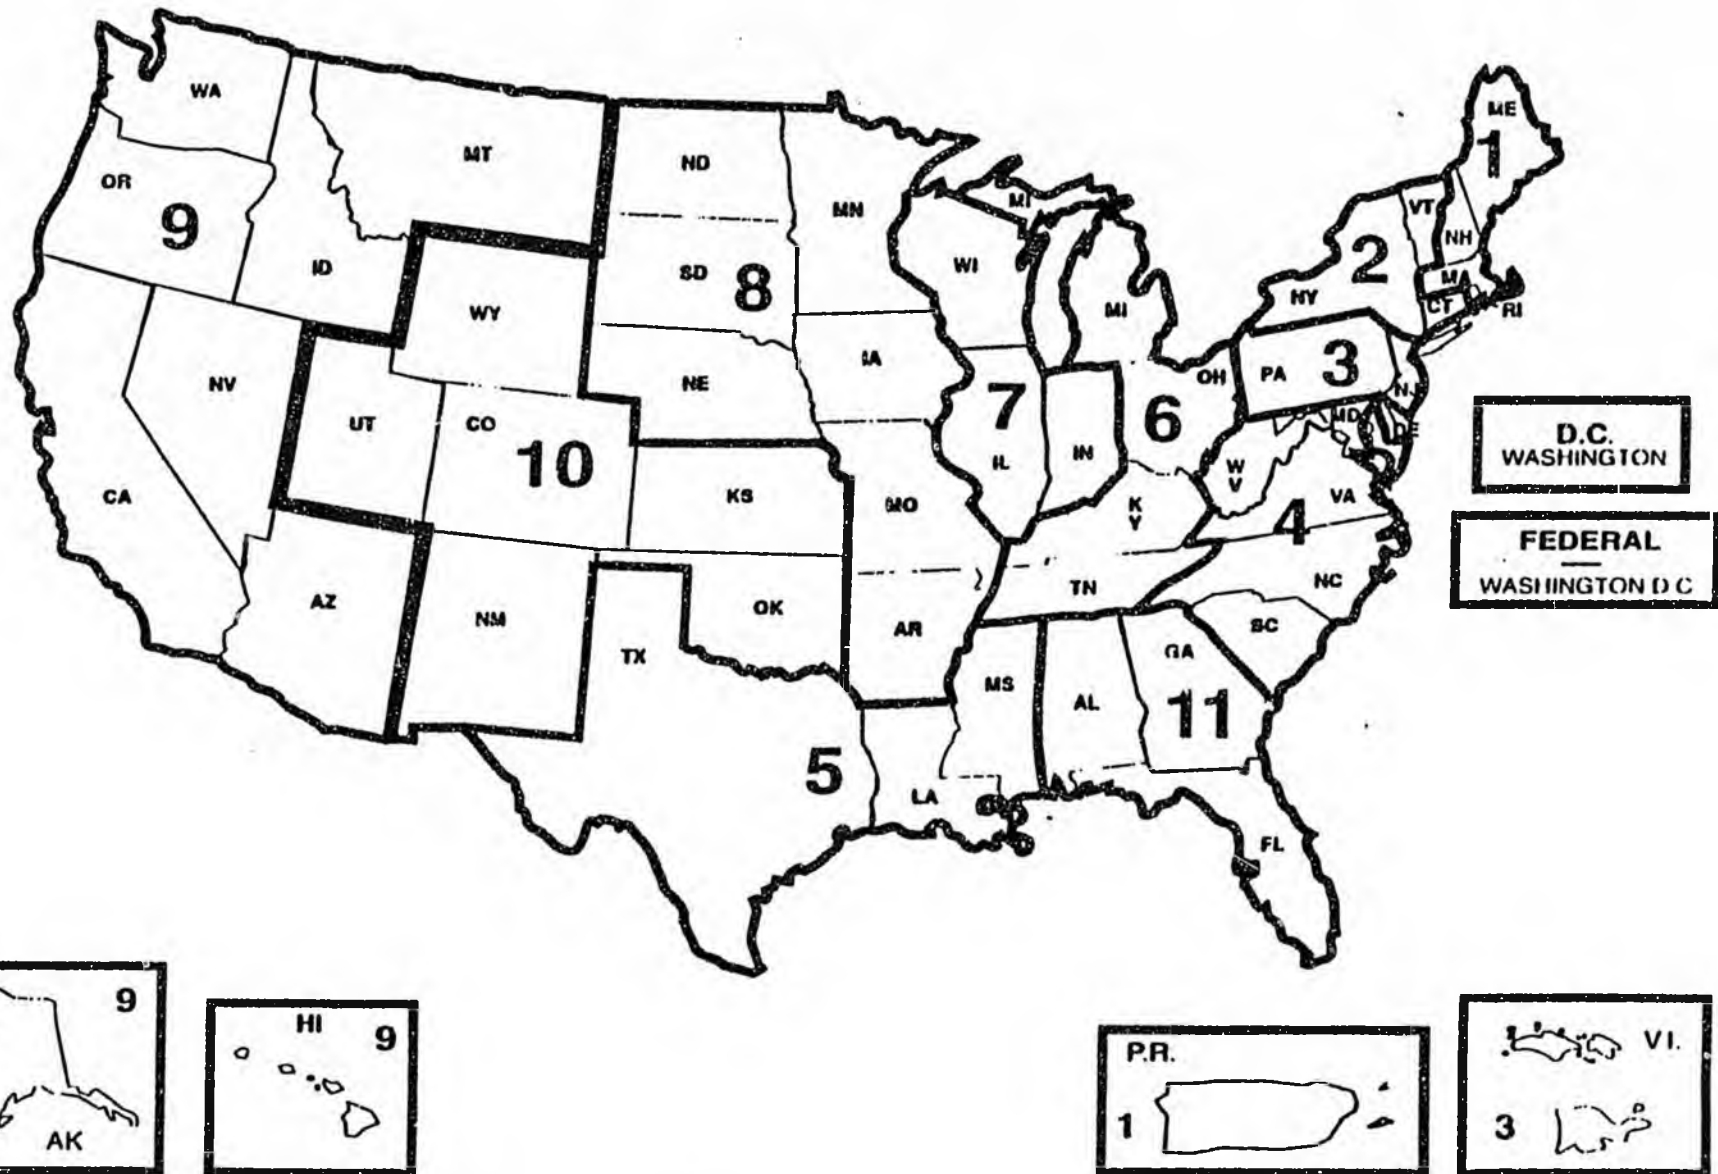 WA
MT
ND
ME
1
OR
9
MN
MI
VT
NH
2
ID
SD
8
WI
MA
NY
CT
RI
WY
MI
IA
NV
NE
7
OH
PA
3
NJ
UT
CO
6
MD
DE
D.C.
WASHINGTON
10
IL
IN
W
V
CA
KS
MO
K
Y
VA
4
FEDERAL
WASHINGTON D C
AZ
NM
OK
TN
NC
TX
AR
SC
GA
MS
AL
11
5
LA
FL
9
HI
9
AK
P.R.
1
VI.
3